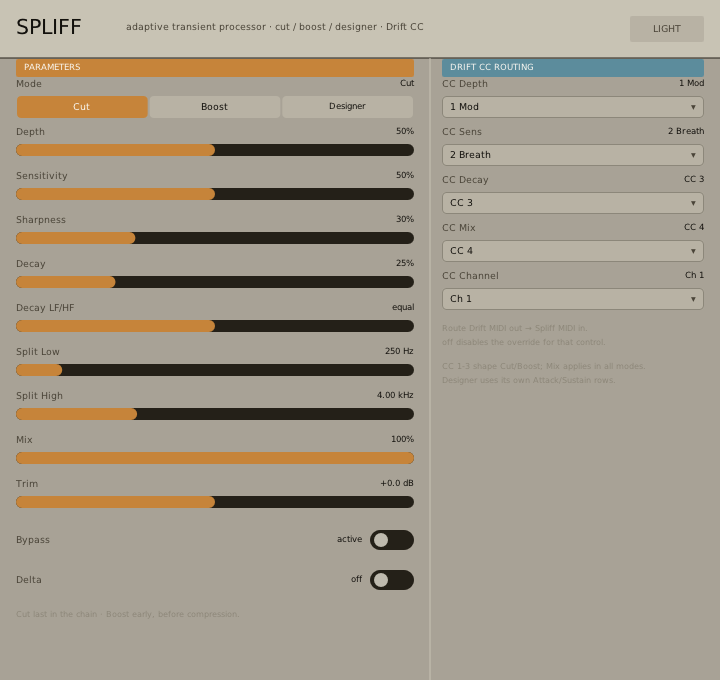 SPLIFF
adaptive transient processor · cut / boost / designer · Drift CC
LIGHT
PARAMETERS
Mode Cut
Cut Boost Designer
Depth 50%
Sensitivity 50%
Sharpness 30%
Decay 25%
Decay LF/HF equal
Split Low 250 Hz
Split High 4.00 kHz
Mix 100%
Trim +0.0 dB
Bypass active
Delta off
Cut last in the chain · Boost early, before compression.
DRIFT CC ROUTING
CC Depth 1 Mod
1 Mod
CC Sens 2 Breath
2 Breath
CC Decay CC 3
CC 3
CC Mix CC 4
CC 4
CC Channel Ch 1
Ch 1
Route Drift MIDI out → Spliff MIDI in.
off disables the override for that control.
CC 1-3 shape Cut/Boost; Mix applies in all modes.
Designer uses its own Attack/Sustain rows.